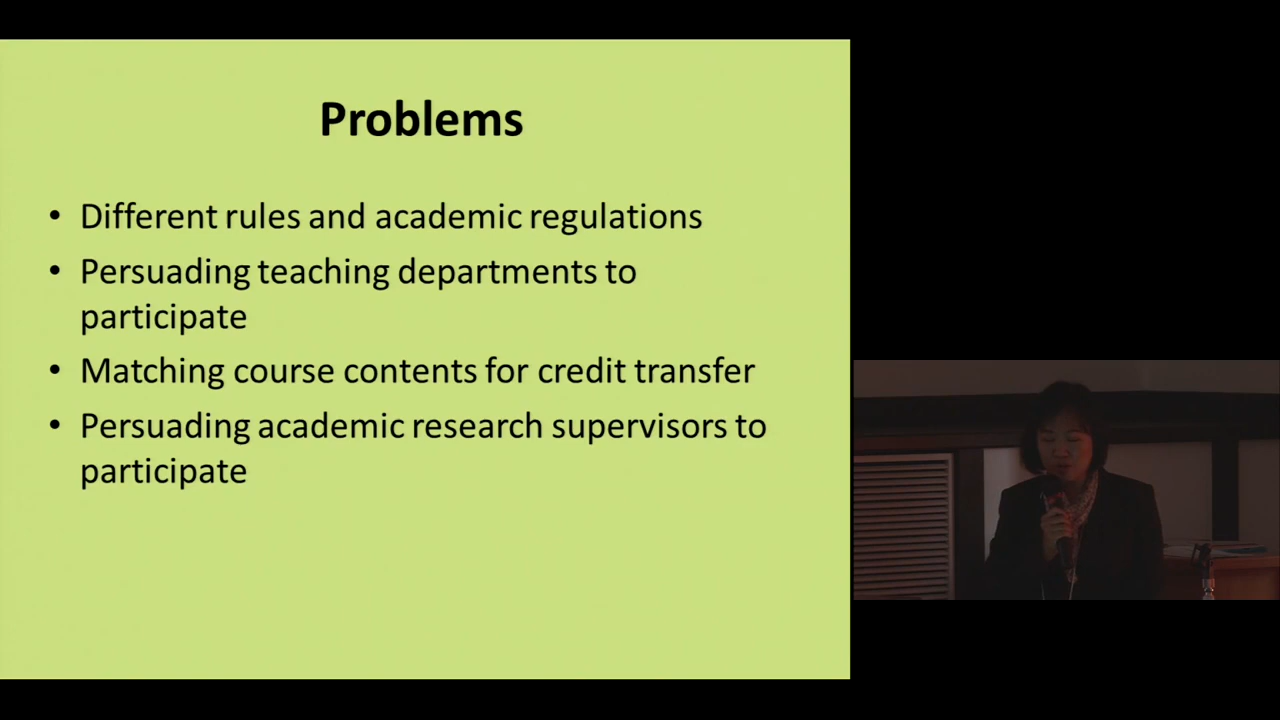 Problems
• Different rules and academic regulations
• Persuading teaching departments to
participate
• Matching course contents for credit transfer
• Persuading academic research supervisors to
participate